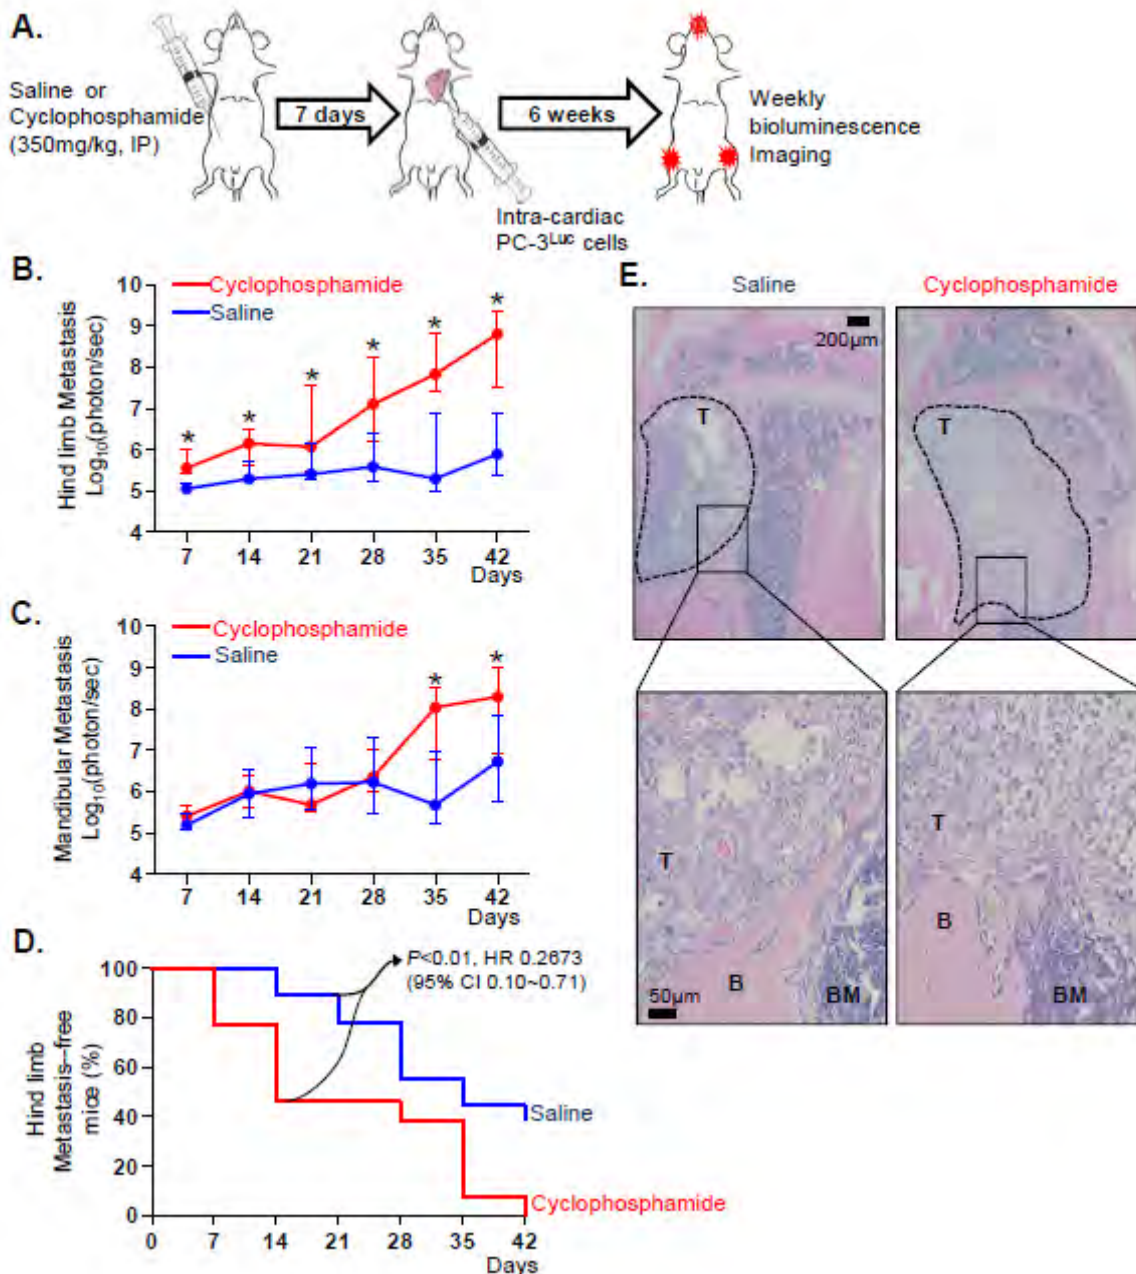 A.
Saline or
Cyclophosphamide
(350mg/kg, IP)
7 days
6 weeks
Weekly
bioluminescence
Imaging
Intra-cardiac
PC-3Luc cells
B.
Hind limb Metastasis
Log10(photon/sec)
10
9
8
7
6
5
4
Cyclophosphamide
Saline
* * * * * *
7 14 21 28 35 42
Days
C.
Mandibular Metastasis
Log10(photon/sec)
10
9
8
7
6
5
4
Cyclophosphamide
Saline
* *
7 14 21 28 35 42
Days
D.
Hind limb
Metastasis–free
mice (%)
100
80
60
40
20
0
P<0.01, HR 0.2673
(95% CI 0.10~0.71)
Saline
Cyclophosphamide
0 7 14 21 28 35 42
Days
E.
Saline
Cyclophosphamide
200µm
T
T
T
B
BM
50µm
T
B
BM